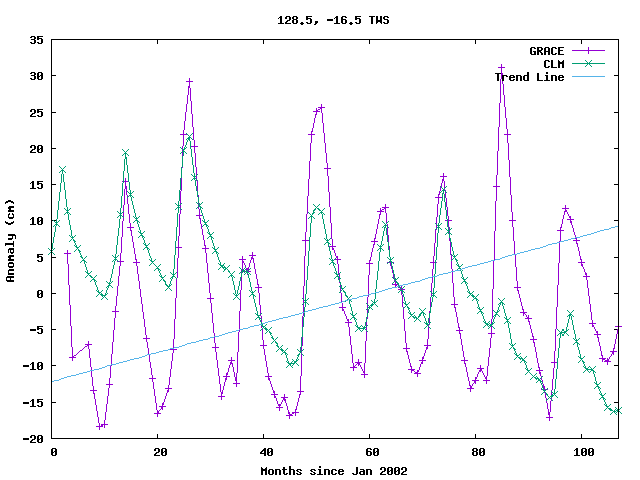 128.5, -16.5 TWS
GRACE
CLM
Trend Line
35
30
25
20
15
10
5
0
-5
-10
-15
-20
Anomaly (cm)
0 20 40 60 80 100
Months since Jan 2002